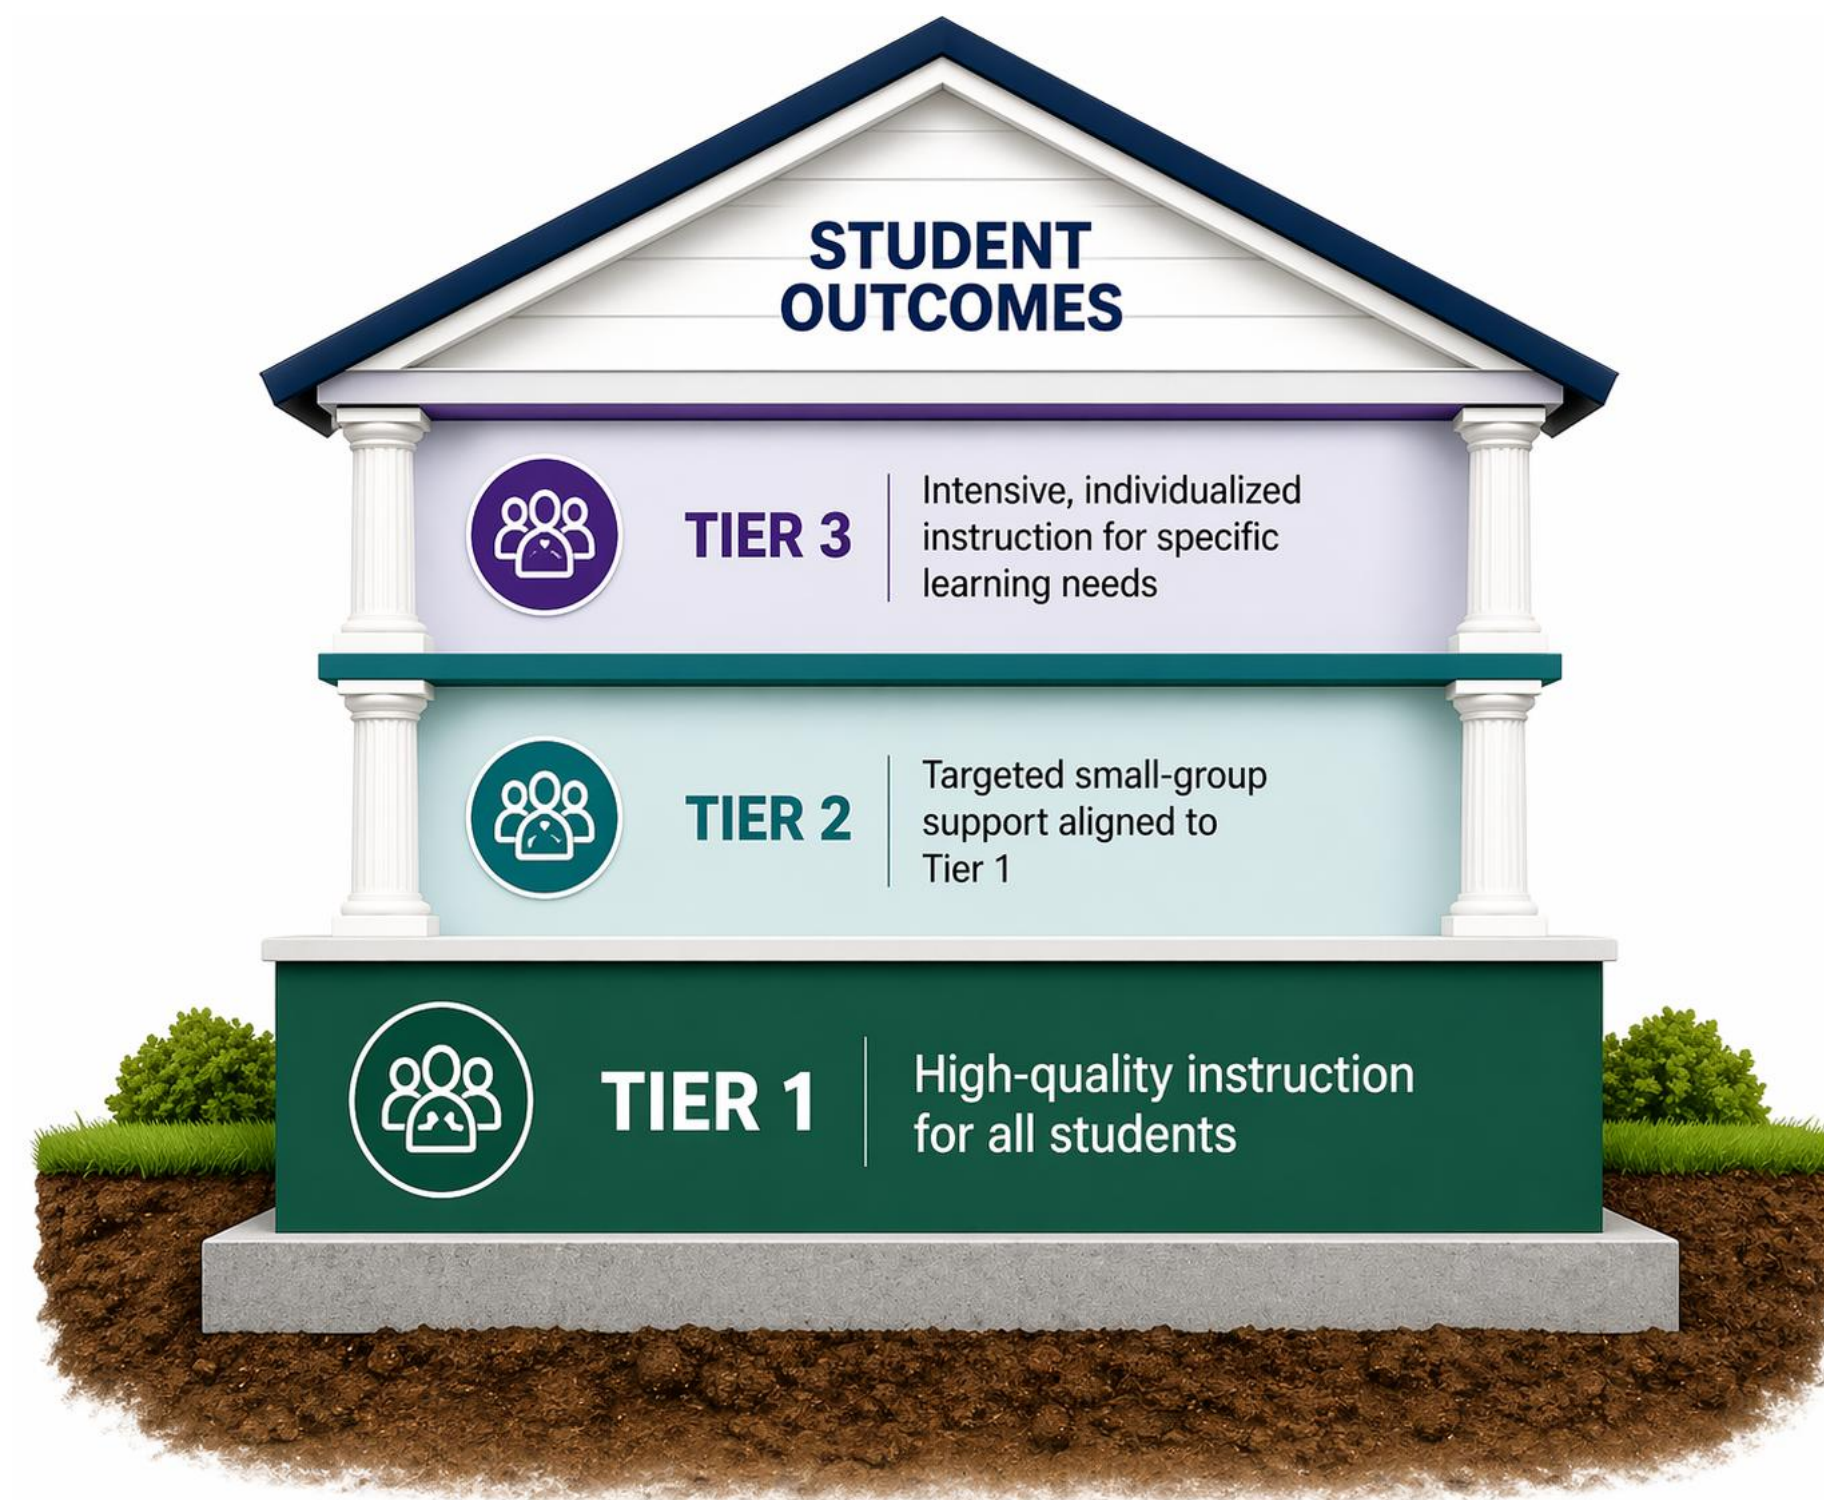 STUDENT
OUTCOMES
TIER 3
Intensive, individualized
instruction for specific
learning needs
TIER 2
Targeted small-group
support aligned to
Tier 1
TIER 1
High-quality instruction
for all students